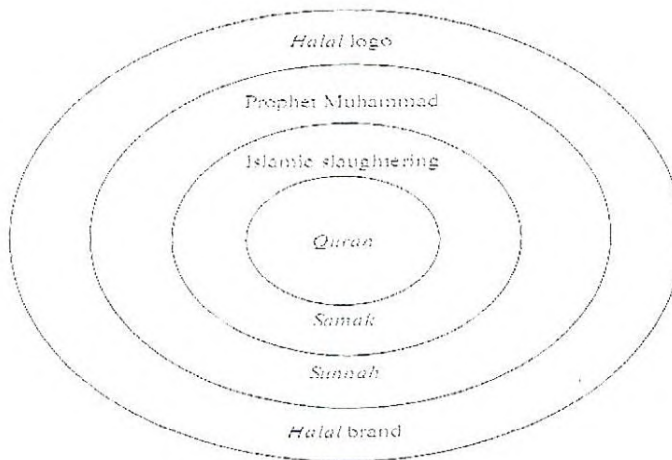 Halal logo
Prophet Muhammad
Islamic slaughtering
Quran
Samak
Sunnah
Halal brand